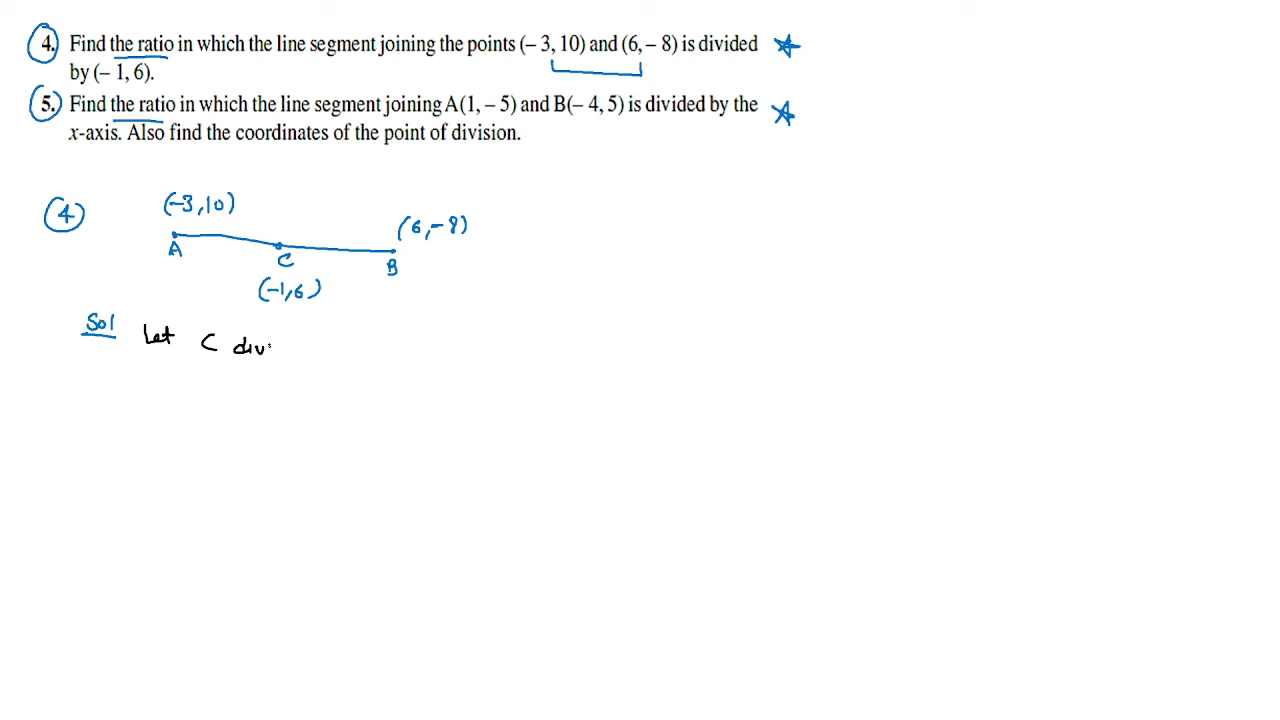 4. Find the ratio in which the line segment joining the points (– 3, 10) and (6, – 8) is divided
by (– 1, 6).
5. Find the ratio in which the line segment joining A(1, – 5) and B(– 4, 5) is divided by the
x-axis. Also find the coordinates of the point of division.
(4)
(-3,10)
(6,-8)
A
C
B
(-1,6)
Sol
Let C divi